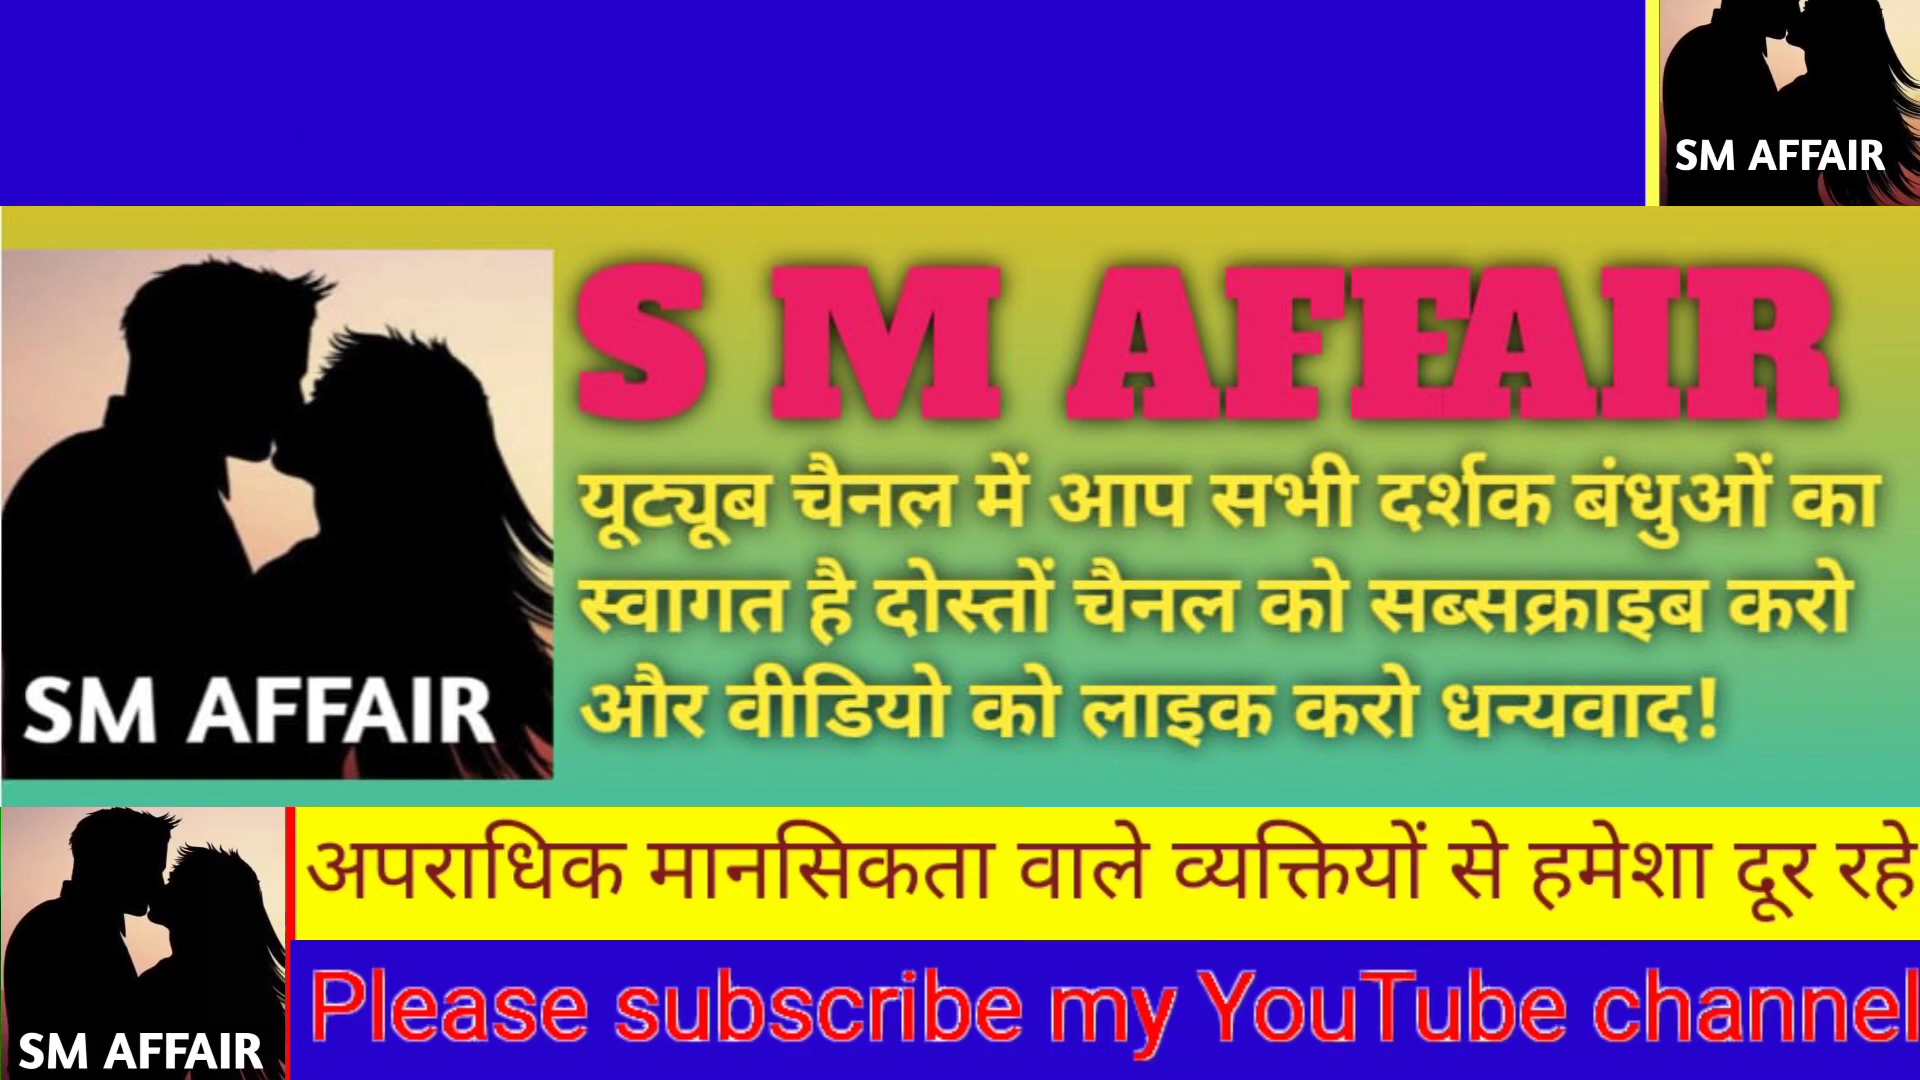 SM AFFAIR
S M AFFAIR
यूट्यूब चैनल में आप सभी दर्शक बंधुओं का
स्वागत है दोस्तों चैनल को सब्सक्राइब करो
और वीडियो को लाइक करो धन्यवाद!
SM AFFAIR
अपराधिक मानसिकता वाले व्यक्तियों से हमेशा दूर रहे
Please subscribe my YouTube channel
SM AFFAIR